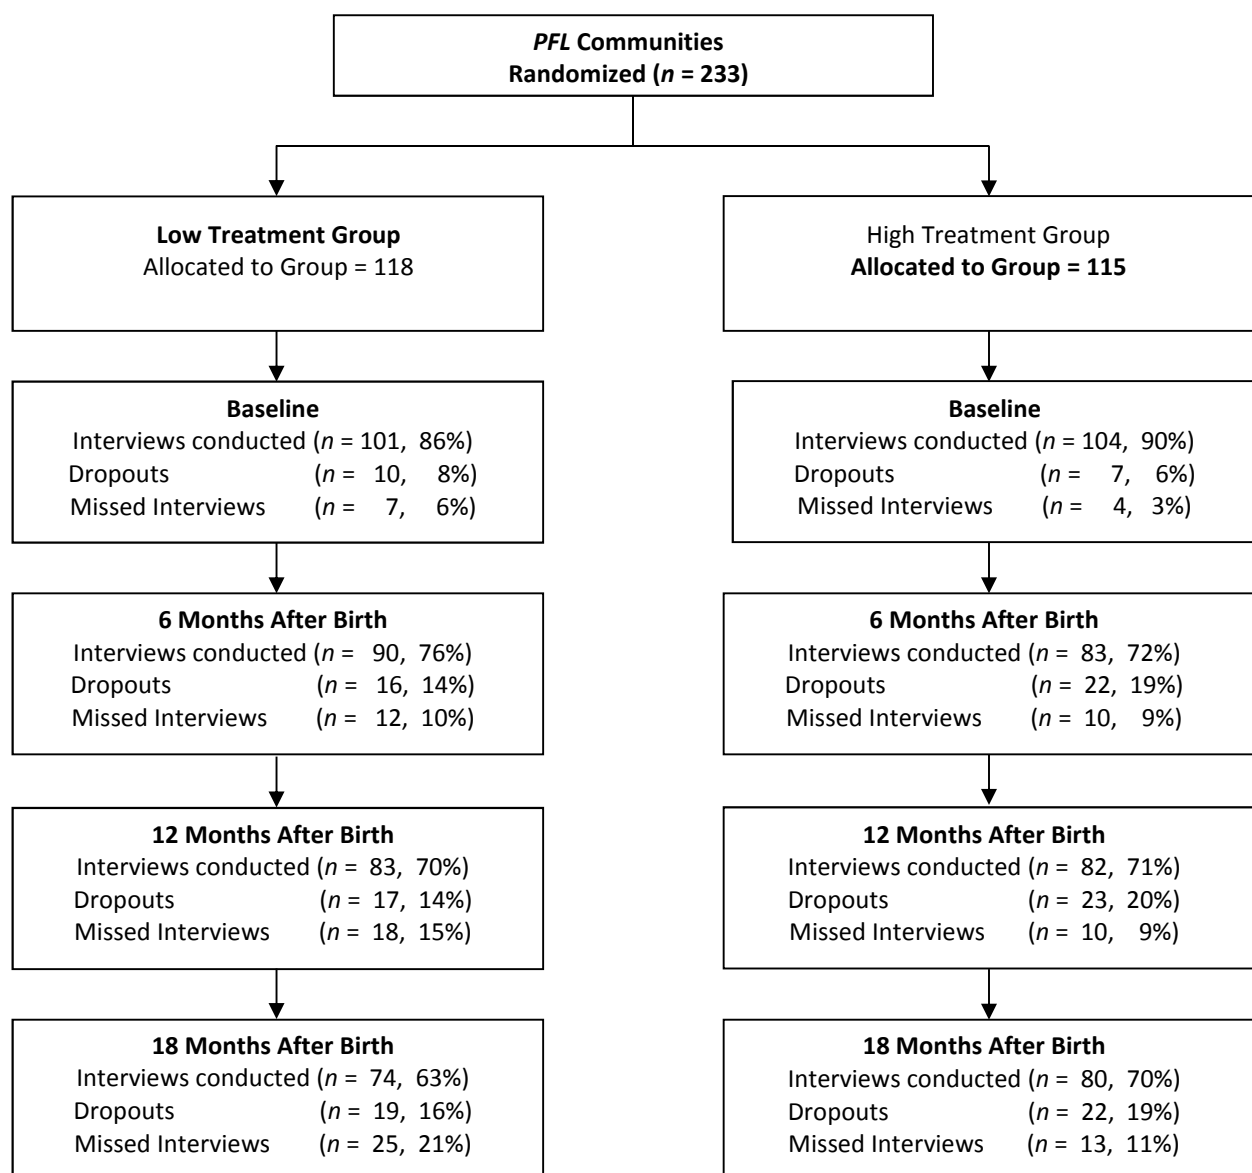 PFL Communities
Randomized (n = 233)
Low Treatment Group
Allocated to Group = 118
High Treatment Group
Allocated to Group = 115
Baseline
Interviews conducted (n = 101, 86%)
Dropouts (n = 10, 8%)
Missed Interviews (n = 7, 6%)
Baseline
Interviews conducted (n = 104, 90%)
Dropouts (n = 7, 6%)
Missed Interviews (n = 4, 3%)
6 Months After Birth
Interviews conducted (n = 90, 76%)
Dropouts (n = 16, 14%)
Missed Interviews (n = 12, 10%)
6 Months After Birth
Interviews conducted (n = 83, 72%)
Dropouts (n = 22, 19%)
Missed Interviews (n = 10, 9%)
12 Months After Birth
Interviews conducted (n = 83, 70%)
Dropouts (n = 17, 14%)
Missed Interviews (n = 18, 15%)
12 Months After Birth
Interviews conducted (n = 82, 71%)
Dropouts (n = 23, 20%)
Missed Interviews (n = 10, 9%)
18 Months After Birth
Interviews conducted (n = 74, 63%)
Dropouts (n = 19, 16%)
Missed Interviews (n = 25, 21%)
18 Months After Birth
Interviews conducted (n = 80, 70%)
Dropouts (n = 22, 19%)
Missed Interviews (n = 13, 11%)